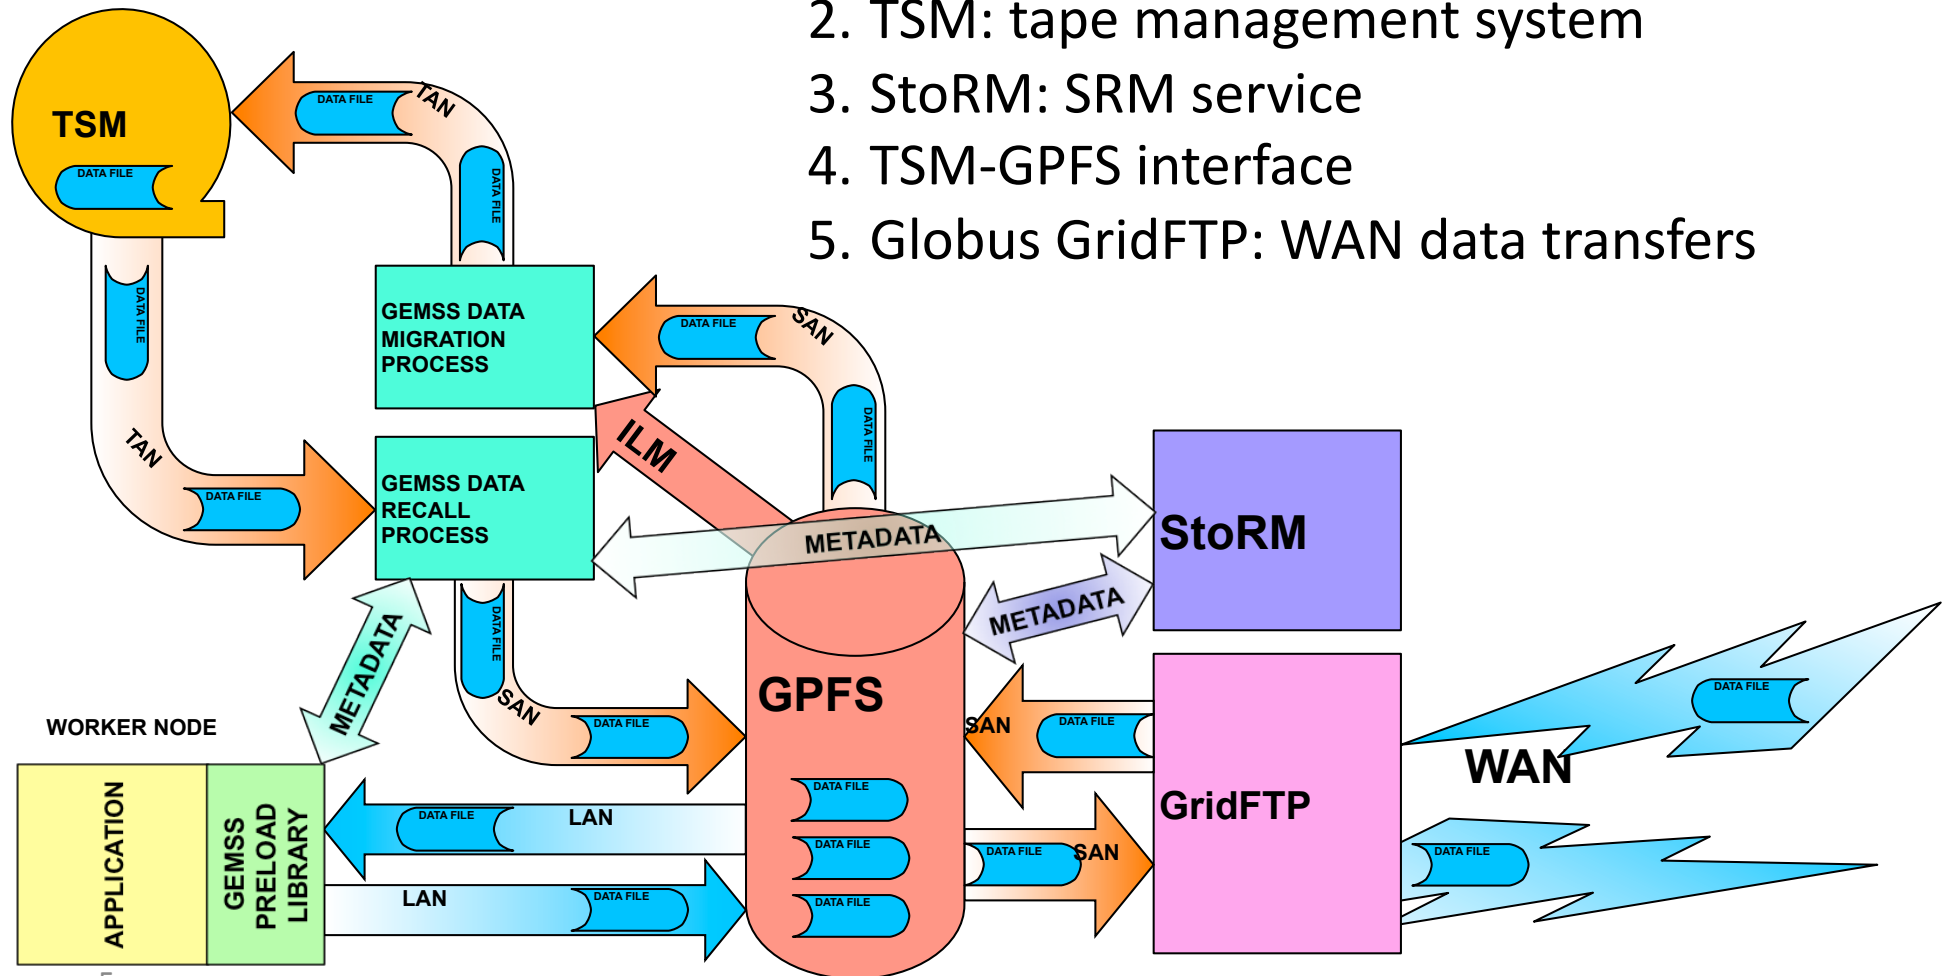 2. TSM: tape management system
3. StoRM: SRM service
4. TSM-GPFS interface
5. Globus GridFTP: WAN data transfers
TSM
DATA FILE
DATA FILE
TAN
DATA FILE
DATA FILE
TAN
DATA FILE
GEMSS DATA
MIGRATION
PROCESS
DATA FILE
SAN
DATA FILE
ILM
GEMSS DATA
RECALL
PROCESS
METADATA
StoRM
METADATA
METADATA
DATA FILE
SAN
DATA FILE
GPFS
DATA FILE
DATA FILE
DATA FILE
SAN
DATA FILE
DATA FILE
SAN
GridFTP
WAN
DATA FILE
DATA FILE
WORKER NODE
APPLICATION
GEMSS
PRELOAD
LIBRARY
DATA FILE
LAN
LAN
DATA FILE